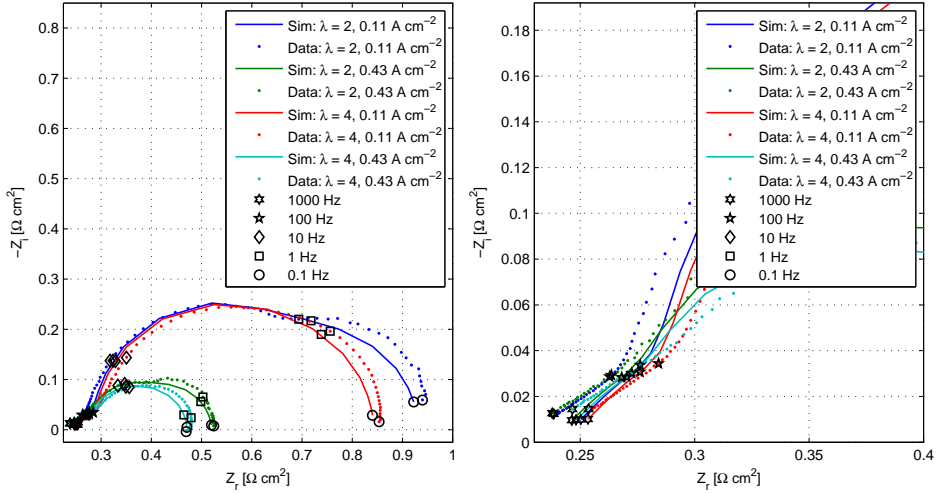 0.8
0.7
0.6
0.5
0.4
0.3
0.2
0.1
0
−Z_i [Ω cm²]
0.3 0.4 0.5 0.6 0.7 0.8 0.9 1
Z_r [Ω cm²]
Sim: λ = 2, 0.11 A cm⁻²
Data: λ = 2, 0.11 A cm⁻²
Sim: λ = 2, 0.43 A cm⁻²
Data: λ = 2, 0.43 A cm⁻²
Sim: λ = 4, 0.11 A cm⁻²
Data: λ = 4, 0.11 A cm⁻²
Sim: λ = 4, 0.43 A cm⁻²
Data: λ = 4, 0.43 A cm⁻²
1000 Hz
100 Hz
10 Hz
1 Hz
0.1 Hz
0.18
0.16
0.14
0.12
0.1
0.08
0.06
0.04
0.02
0
−Z_i [Ω cm²]
0.25 0.3 0.35 0.4
Z_r [Ω cm²]
Sim: λ = 2, 0.11 A cm⁻²
Data: λ = 2, 0.11 A cm⁻²
Sim: λ = 2, 0.43 A cm⁻²
Data: λ = 2, 0.43 A cm⁻²
Sim: λ = 4, 0.11 A cm⁻²
Data: λ = 4, 0.11 A cm⁻²
Sim: λ = 4, 0.43 A cm⁻²
Data: λ = 4, 0.43 A cm⁻²
1000 Hz
100 Hz
10 Hz
1 Hz
0.1 Hz